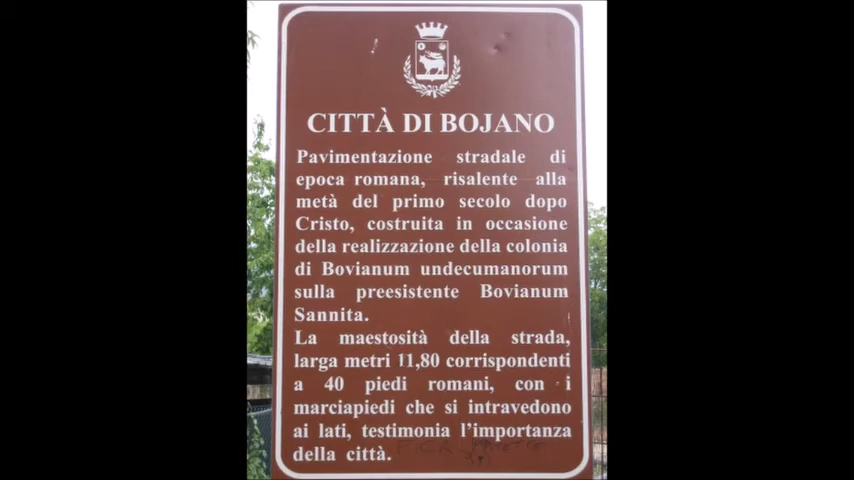 CITTÀ DI BOJANO
Pavimentazione stradale di
epoca romana, risalente alla
metà del primo secolo dopo
Cristo, costruita in occasione
della realizzazione della colonia
di Bovianum undecumanorum
sulla preesistente Bovianum
Sannita.
La maestosità della strada,
larga metri 11,80 corrispondenti
a 40 piedi romani, con i
marciapiedi che si intravedono
ai lati, testimonia l'importanza
della città.